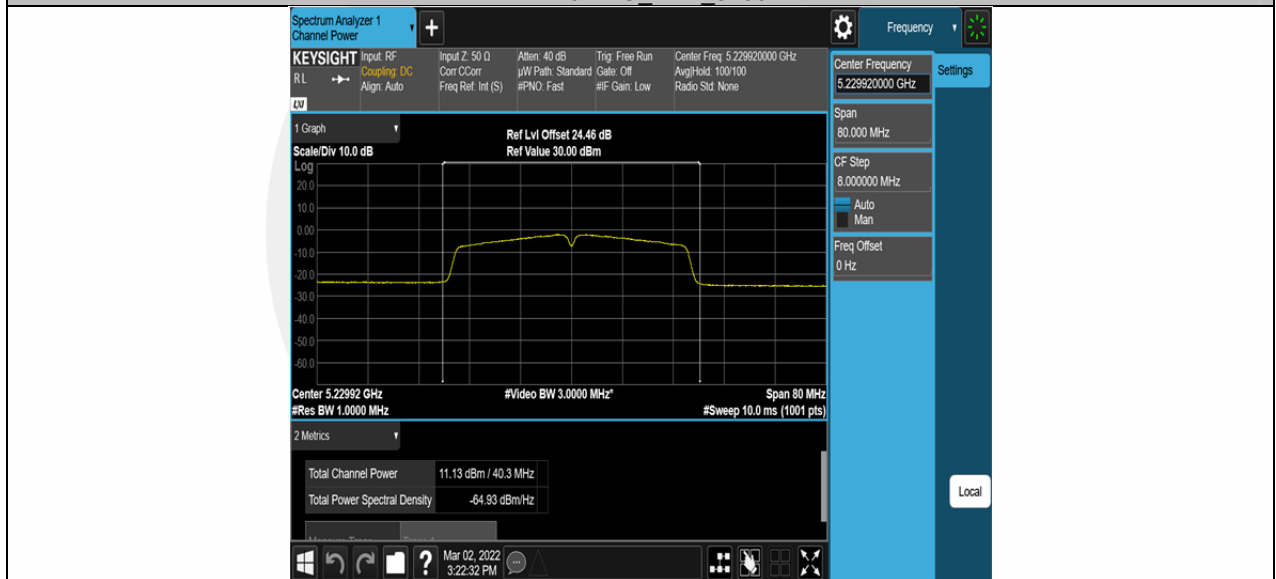 Spectrum Analyzer 1
Channel Power
+
Frequency
KEYSIGHT
RL
LXI
Input: RF
Coupling: DC
Align: Auto
Input Z: 50 Ω
Corr CCorr
Freq Ref: Int (S)
Atten: 40 dB
µW Path: Standard
#PNO: Fast
Trig: Free Run
Gate: Off
#IF Gain: Low
Center Freq: 5.229920000 GHz
Avg|Hold: 100/100
Radio Std: None
Center Frequency
5.229920000 GHz
Settings
Span
80.000 MHz
CF Step
8.000000 MHz
Auto
Man
Freq Offset
0 Hz
Local
1 Graph
Scale/Div 10.0 dB
Ref Lvl Offset 24.46 dB
Ref Value 30.00 dBm
Log
20.0
10.0
0.00
-10.0
-20.0
-30.0
-40.0
-50.0
-60.0
Center 5.22992 GHz
#Video BW 3.0000 MHz*
Span 80 MHz
#Res BW 1.0000 MHz
#Sweep 10.0 ms (1001 pts)
2 Metrics
Total Channel Power 11.13 dBm / 40.3 MHz
Total Power Spectral Density -64.93 dBm/Hz
?
Mar 02, 2022
3:22:32 PM